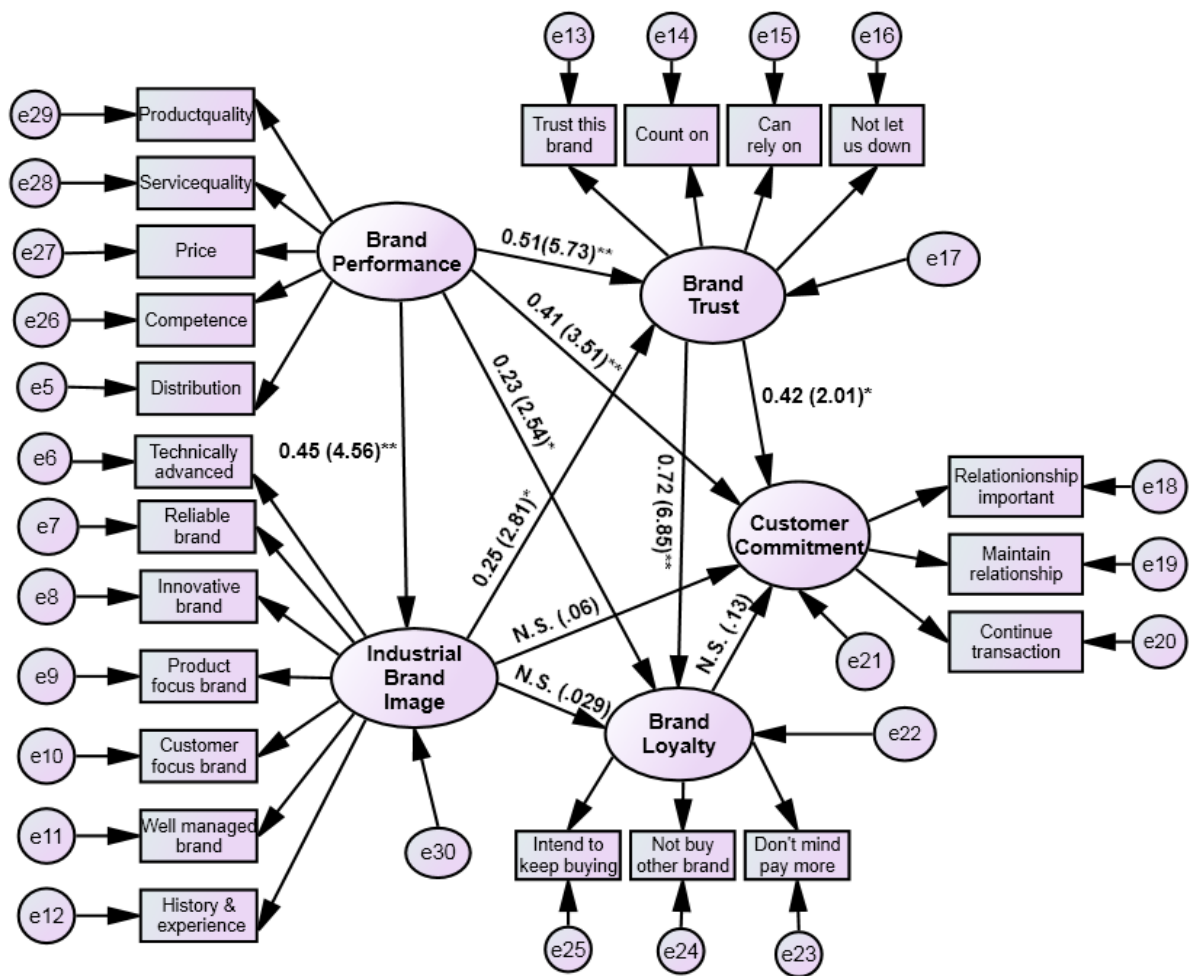 e13
e14
e15
e16
e29
Productquality
Trust this
brand
Count on
Can
rely on
Not let
us down
e28
Servicequality
e27
Price
Brand
Performance
0.51(5.73)**
e17
Brand
Trust
e26
Competence
0.41 (3.51)**
e5
Distribution
0.23 (2.54)*
0.42 (2.01)*
0.45 (4.56)**
e6
Technically
advanced
0.72 (6.85)**
Relationionship
important
e18
e7
Reliable
brand
0.25 (2.81)*
Customer
Commitment
Maintain
relationship
e19
e8
Innovative
brand
N.S. (.06)
N.S. (.13)
Continue
transaction
e20
e9
Product
focus brand
Industrial
Brand
Image
N.S. (.029)
e21
e10
Customer
focus brand
Brand
Loyalty
e22
e11
Well managed
brand
e30
Intend to
keep buying
Not buy
other brand
Don't mind
pay more
e12
History &
experience
e25
e24
e23